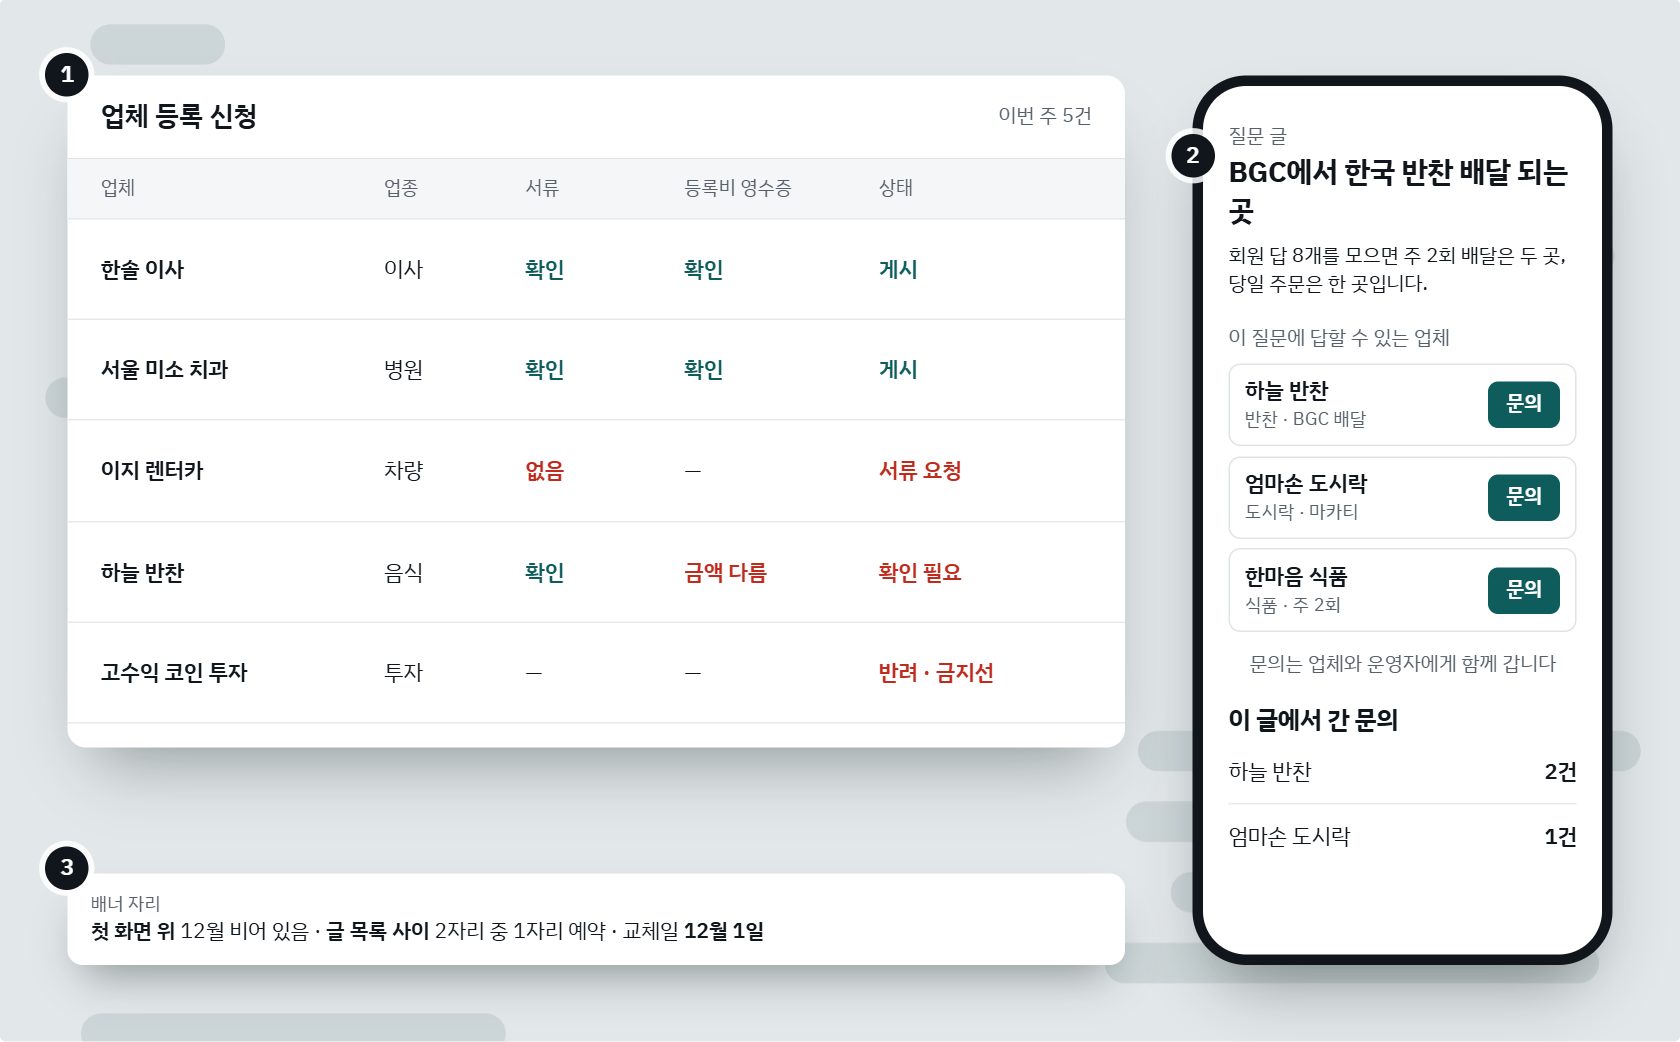 1
업체 등록 신청
이번 주 5건
업체 업종 서류 등록비 영수증 상태
한솔 이사 이사 확인 확인 게시
서울 미소 치과 병원 확인 확인 게시
이지 렌터카 차량 없음 — 서류 요청
하늘 반찬 음식 확인 금액 다름 확인 필요
고수익 코인 투자 투자 — — 반려 · 금지선
2
질문 글
BGC에서 한국 반찬 배달 되는
곳
회원 답 8개를 모으면 주 2회 배달은 두 곳,
당일 주문은 한 곳입니다.
이 질문에 답할 수 있는 업체
하늘 반찬
반찬 · BGC 배달
문의
엄마손 도시락
도시락 · 마카티
문의
한마음 식품
식품 · 주 2회
문의
문의는 업체와 운영자에게 함께 갑니다
이 글에서 간 문의
하늘 반찬 2건
엄마손 도시락 1건
3
배너 자리
첫 화면 위 12월 비어 있음 · 글 목록 사이 2자리 중 1자리 예약 · 교체일 12월 1일